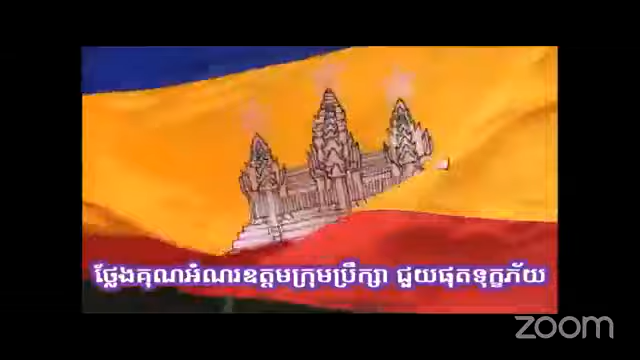 ថ្លែងគុណអំណរឧត្តមក្រុមប្រឹក្សា ជួយផុតទុក្ខភ័យ
zoom